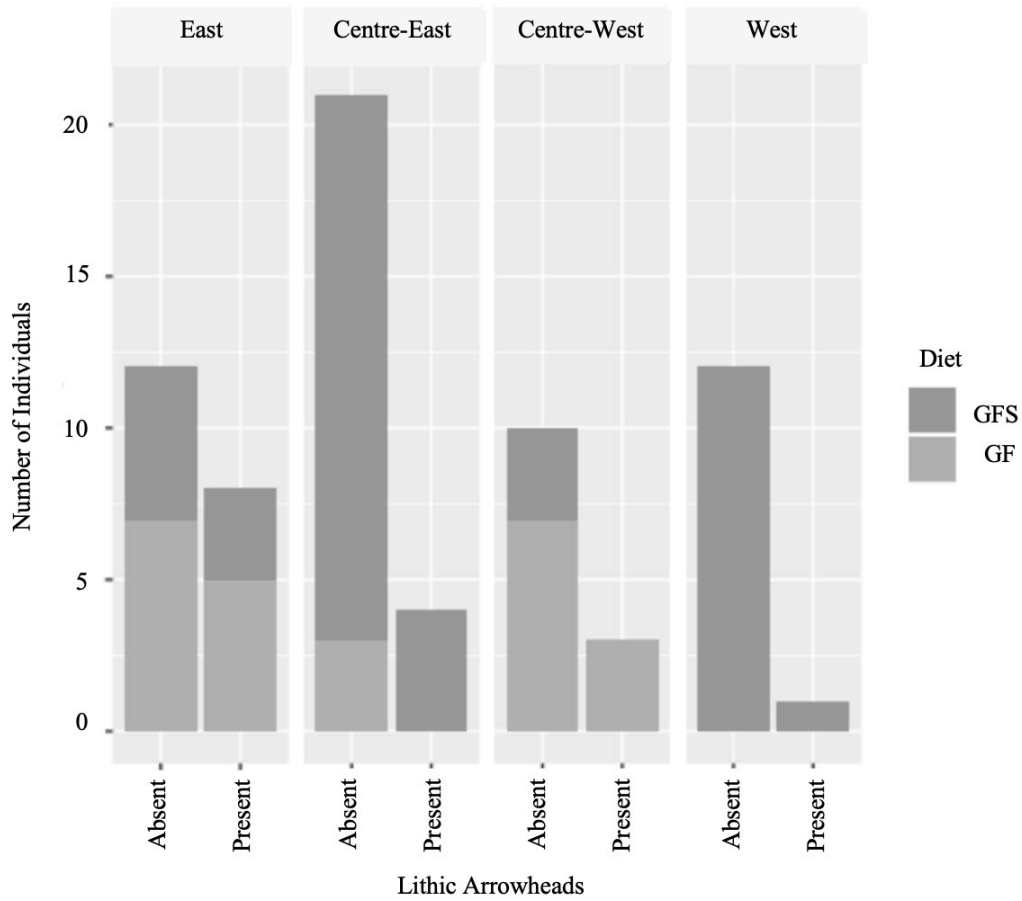 East
Centre-East
Centre-West
West
20
15
10
5
0
Number of Individuals
Diet
GFS
GF
Absent
Present
Absent
Present
Absent
Present
Absent
Present
Lithic Arrowheads